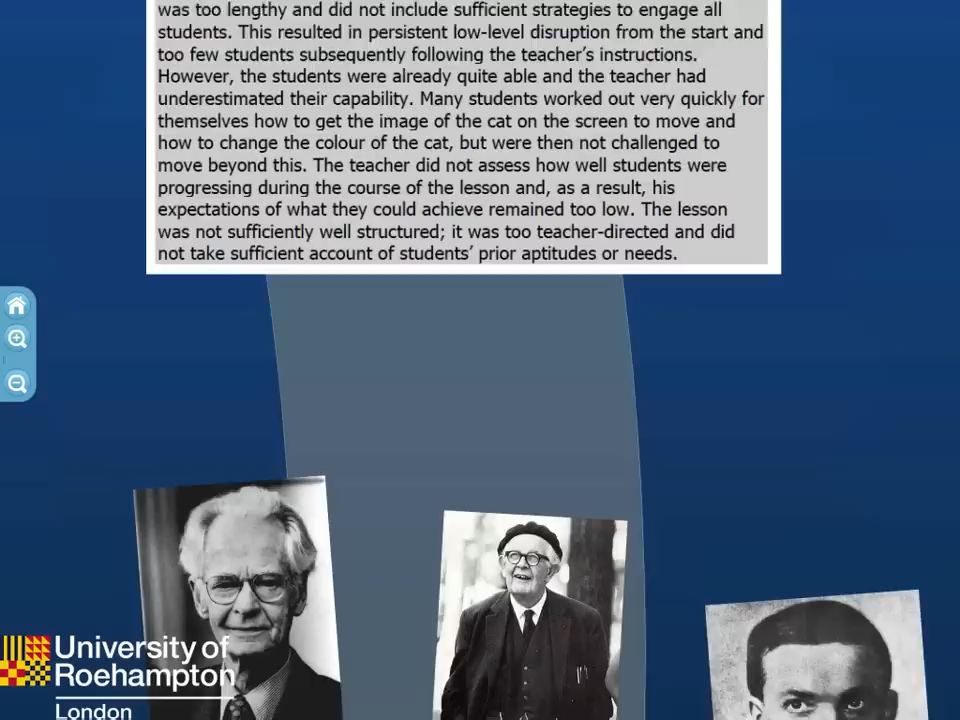 was too lengthy and did not include sufficient strategies to engage all
students. This resulted in persistent low-level disruption from the start and
too few students subsequently following the teacher's instructions.
However, the students were already quite able and the teacher had
underestimated their capability. Many students worked out very quickly for
themselves how to get the image of the cat on the screen to move and
how to change the colour of the cat, but were then not challenged to
move beyond this. The teacher did not assess how well students were
progressing during the course of the lesson and, as a result, his
expectations of what they could achieve remained too low. The lesson
was not sufficiently well structured; it was too teacher-directed and did
not take sufficient account of students' prior aptitudes or needs.
University of
Roehampton
London